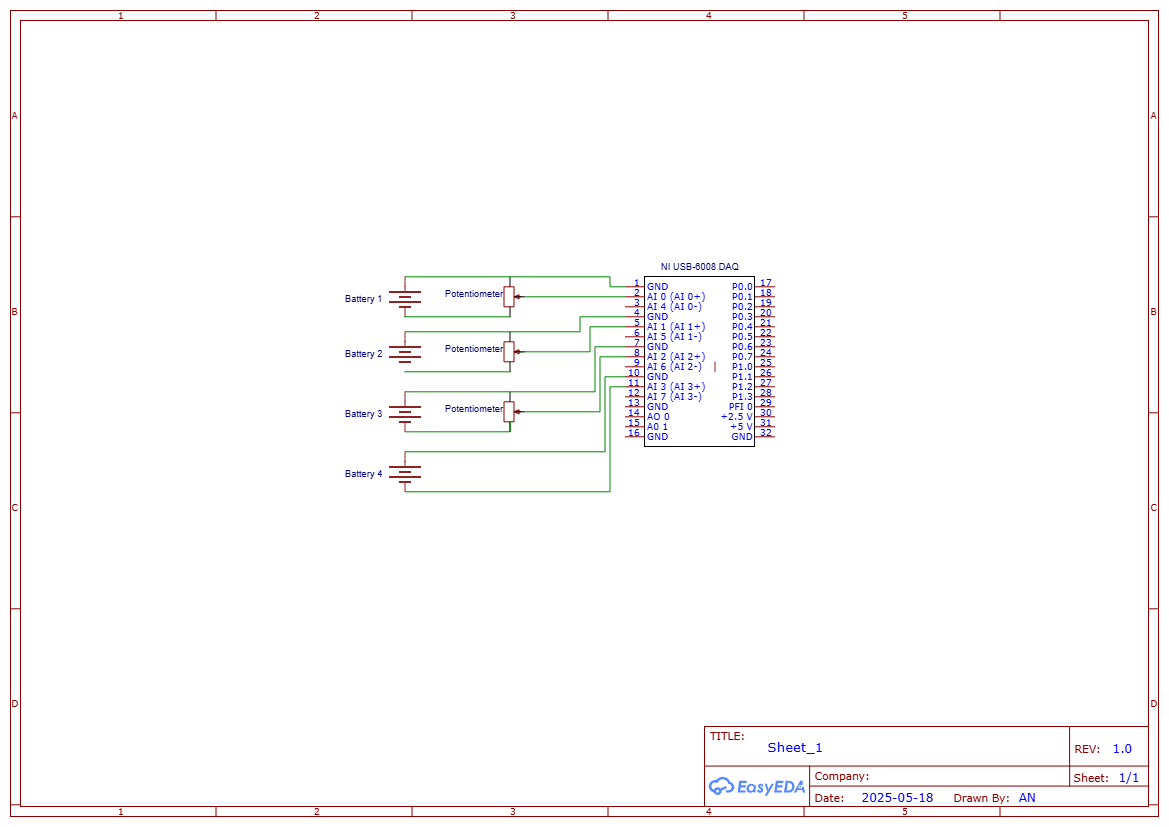 1 2 3 4 5
A A
NI USB-6008 DAQ
Battery 1
Potentiometer
Battery 2
Potentiometer
Battery 3
Potentiometer
Battery 4
B B
1 GND P0.0 17
2 AI 0 (AI 0+) P0.1 18
3 AI 4 (AI 0-) P0.2 19
4 GND P0.3 20
5 AI 1 (AI 1+) P0.4 21
6 AI 5 (AI 1-) P0.5 22
7 GND P0.6 23
8 AI 2 (AI 2+) P0.7 24
9 AI 6 (AI 2-) P1.0 25
10 GND P1.1 26
11 AI 3 (AI 3+) P1.2 27
12 AI 7 (AI 3-) P1.3 28
13 GND PFI 0 29
14 AO 0 +2.5 V 30
15 A0 1 +5 V 31
16 GND GND 32
C C
D D
TITLE:
Sheet_1
REV: 1.0
EasyEDA
Company:
Sheet: 1/1
Date: 2025-05-18 Drawn By: AN
1 2 3 4 5